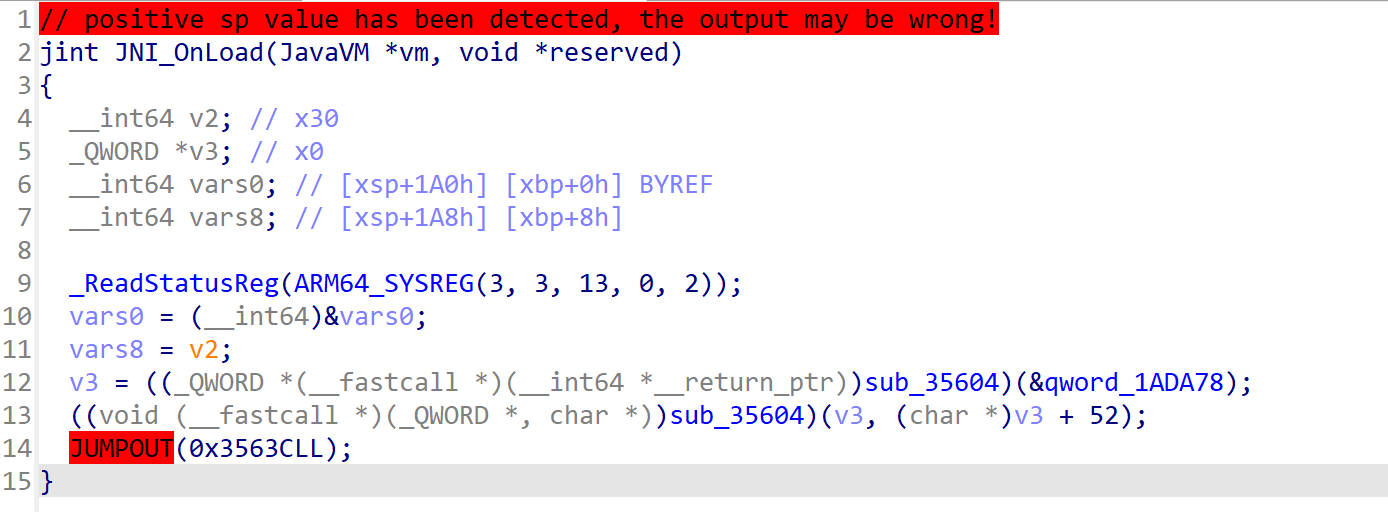 1 // positive sp value has been detected, the output may be wrong!
2 jint JNI_OnLoad(JavaVM *vm, void *reserved)
3 {
4   __int64 v2; // x30
5   _QWORD *v3; // x0
6   __int64 vars0; // [xsp+1A0h] [xbp+0h] BYREF
7   __int64 vars8; // [xsp+1A8h] [xbp+8h]
8
9   _ReadStatusReg(ARM64_SYSREG(3, 3, 13, 0, 2));
10   vars0 = (__int64)&vars0;
11   vars8 = v2;
12   v3 = ((_QWORD *(__fastcall *)(__int64 *__return_ptr))sub_35604)(&qword_1ADA78);
13   ((void (__fastcall *)(_QWORD *, char *))sub_35604)(v3, (char *)v3 + 52);
14   JUMPOUT(0x3563CLL);
15 }